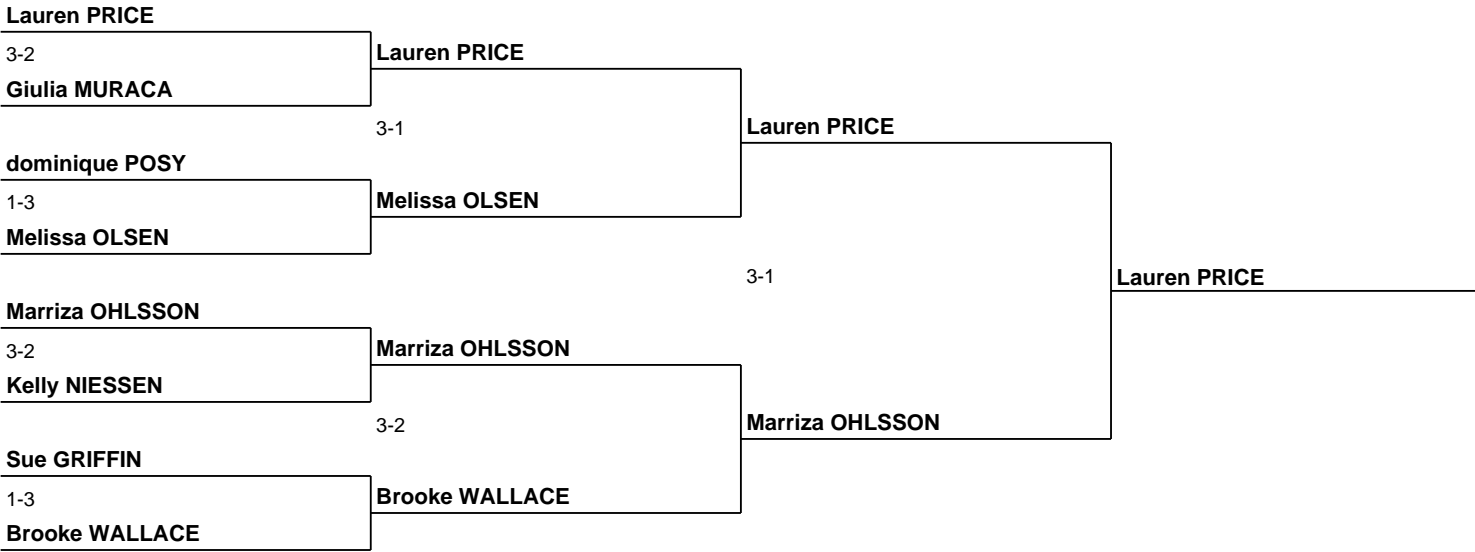 Lauren PRICE
3-2
Lauren PRICE
Giulia MURACA
3-1
Lauren PRICE
dominique POSY
1-3
Melissa OLSEN
Melissa OLSEN
3-1
Lauren PRICE
Marriza OHLSSON
3-2
Marriza OHLSSON
Kelly NIESSEN
3-2
Marriza OHLSSON
Sue GRIFFIN
1-3
Brooke WALLACE
Brooke WALLACE